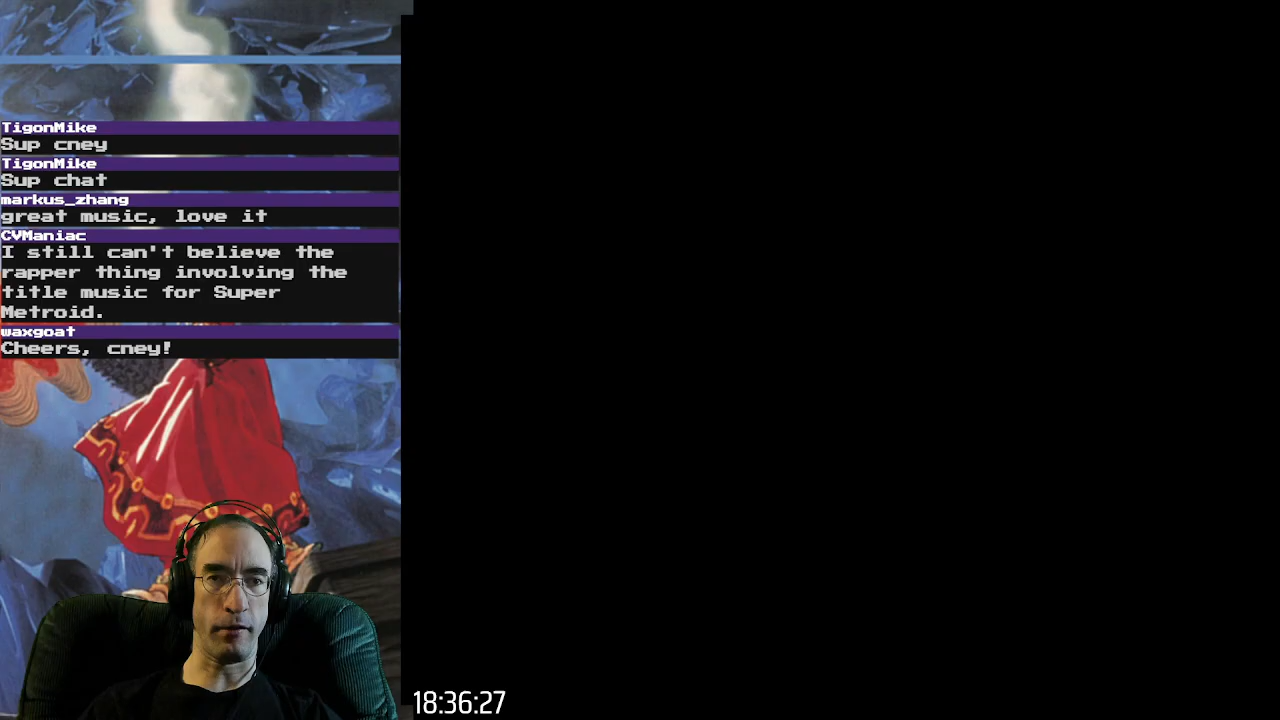 TigonMike
Sup cney
TigonMike
Sup chat
markus_zhang
great music, love it
CVManiac
I still can't believe the
rapper thing involving the
title music for Super
Metroid.
waxgoat
Cheers, cney!
18:36:27